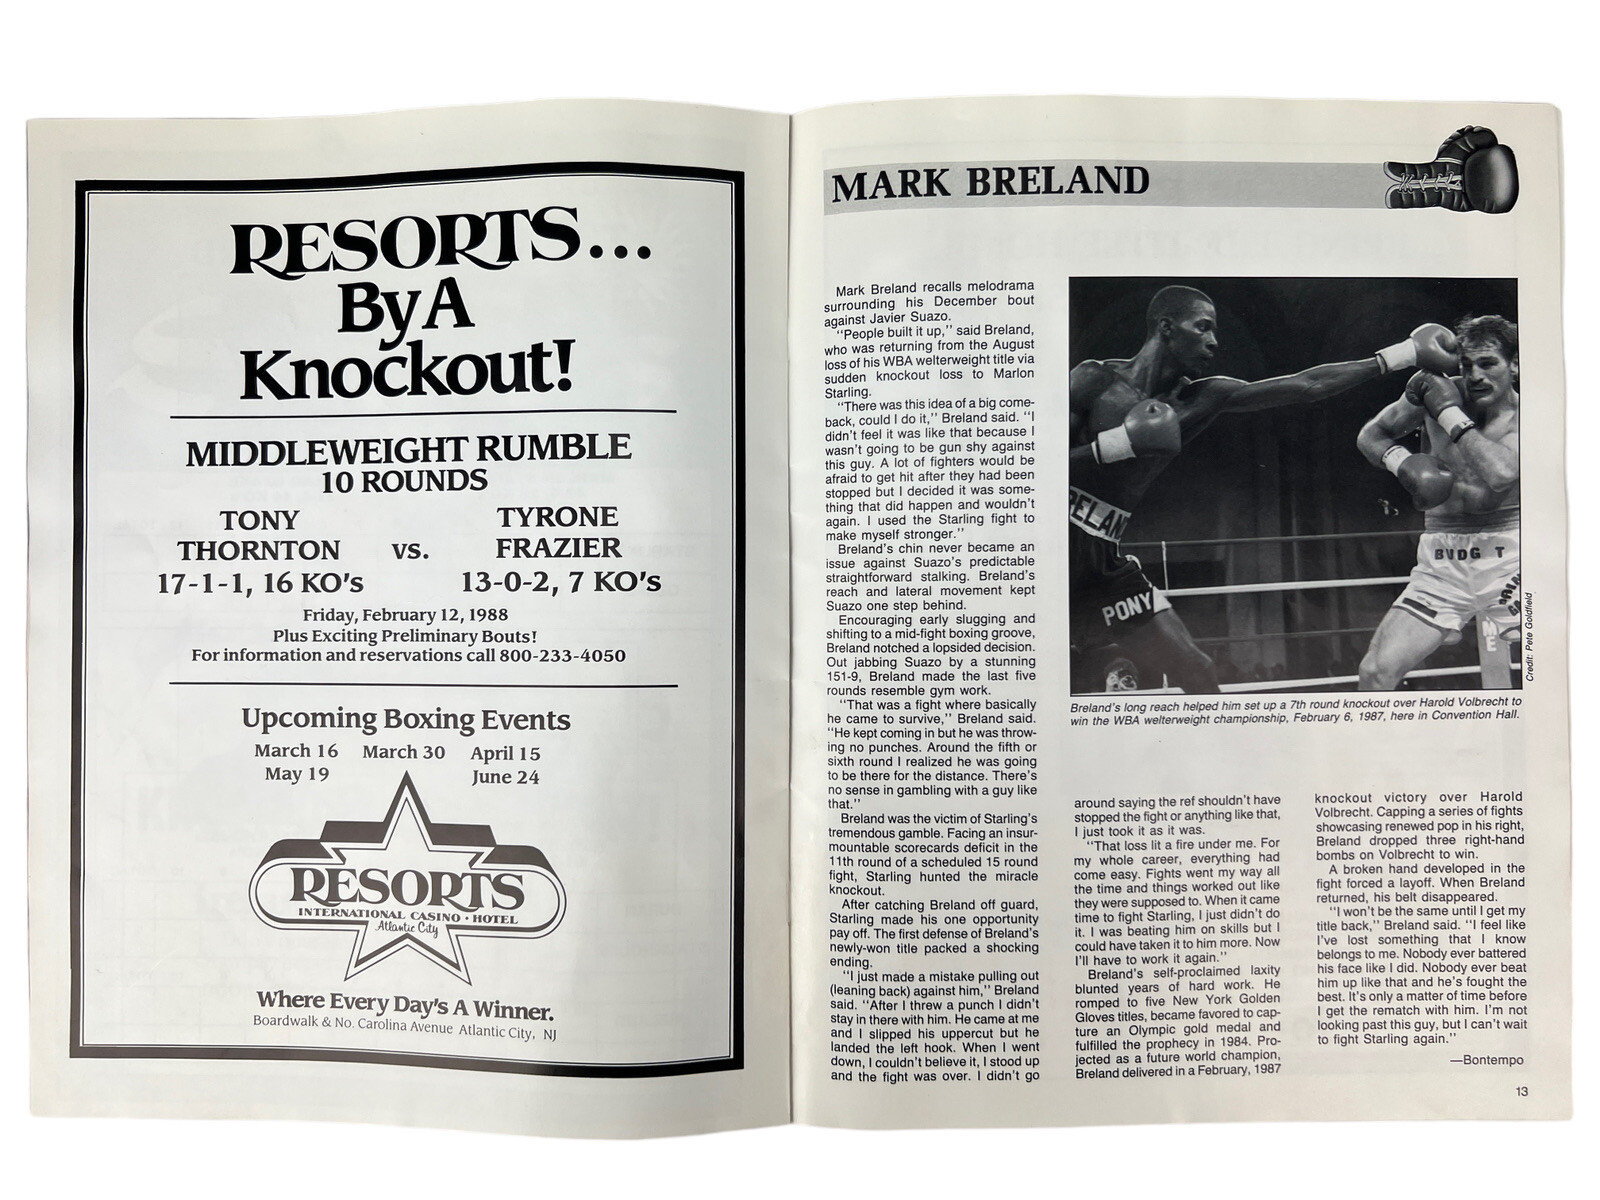 RESORTS...
By A
Knockout!
MIDDLEWEIGHT RUMBLE
10 ROUNDS
TONY
THORNTON
17-1-1, 16 KO's
vs.
TYRONE
FRAZIER
13-0-2, 7 KO's
Friday, February 12, 1988
Plus Exciting Preliminary Bouts!
For information and reservations call 800-233-4050
Upcoming Boxing Events
March 16 March 30 April 15
May 19 June 24
RESORTS
INTERNATIONAL CASINO • HOTEL
Atlantic City
Where Every Day's A Winner.
Boardwalk & No. Carolina Avenue Atlantic City, NJ
MARK BRELAND
Mark Breland recalls melodrama
surrounding his December bout
against Javier Suazo.
"People built it up," said Breland,
who was returning from the August
loss of his WBA welterweight title via
sudden knockout loss to Marlon
Starling.
"There was this idea of a big come-
back, could I do it," Breland said. "I
didn't feel it was like that because I
wasn't going to be gun shy against
this guy. A lot of fighters would be
afraid to get hit after they had been
stopped but I decided it was some-
thing that did happen and wouldn't
again. I used the Starling fight to
make myself stronger."
Breland's chin never became an
issue against Suazo's predictable
straightforward stalking. Breland's
reach and lateral movement kept
Suazo one step behind.
Encouraging early slugging and
shifting to a mid-fight boxing groove,
Breland notched a lopsided decision.
Out jabbing Suazo by a stunning
151-9, Breland made the last five
rounds resemble gym work.
"That was a fight where basically
he came to survive," Breland said.
"He kept coming in but he was throw-
ing no punches. Around the fifth or
sixth round I realized he was going
to be there for the distance. There's
no sense in gambling with a guy like
that."
Breland was the victim of Starling's
tremendous gamble. Facing an insur-
mountable scorecards deficit in the
11th round of a scheduled 15 round
fight, Starling hunted the miracle
knockout.
After catching Breland off guard,
Starling made his one opportunity
pay off. The first defense of Breland's
newly-won title packed a shocking
ending.
"I just made a mistake pulling out
(leaning back) against him," Breland
said. "After I threw a punch I didn't
stay in there with him. He came at me
and I slipped his uppercut but he
landed the left hook. When I went
down, I couldn't believe it, I stood up
and the fight was over. I didn't go
BRELAN
PONY
BUDG T
Credit: Pete Goldfield
Breland's long reach helped him set up a 7th round knockout over Harold Volbrecht to
win the WBA welterweight championship, February 6, 1987, here in Convention Hall.
around saying the ref shouldn't have
stopped the fight or anything like that,
I just took it as it was.
"That loss lit a fire under me. For
my whole career, everything had
come easy. Fights went my way all
the time and things worked out like
they were supposed to. When it came
time to fight Starling, I just didn't do
it. I was beating him on skills but I
could have taken it to him more. Now
I'll have to work it again."
Breland's self-proclaimed laxity
blunted years of hard work. He
romped to five New York Golden
Gloves titles, became favored to cap-
ture an Olympic gold medal and
fulfilled the prophecy in 1984. Pro-
jected as a future world champion,
Breland delivered in a February, 1987
knockout victory over Harold
Volbrecht. Capping a series of fights
showcasing renewed pop in his right,
Breland dropped three right-hand
bombs on Volbrecht to win.
A broken hand developed in the
fight forced a layoff. When Breland
returned, his belt disappeared.
"I won't be the same until I get my
title back," Breland said. "I feel like
I've lost something that I know
belongs to me. Nobody ever battered
his face like I did. Nobody ever beat
him up like that and he's fought the
best. It's only a matter of time before
I get the rematch with him. I'm not
looking past this guy, but I can't wait
to fight Starling again."
—Bontempo
13